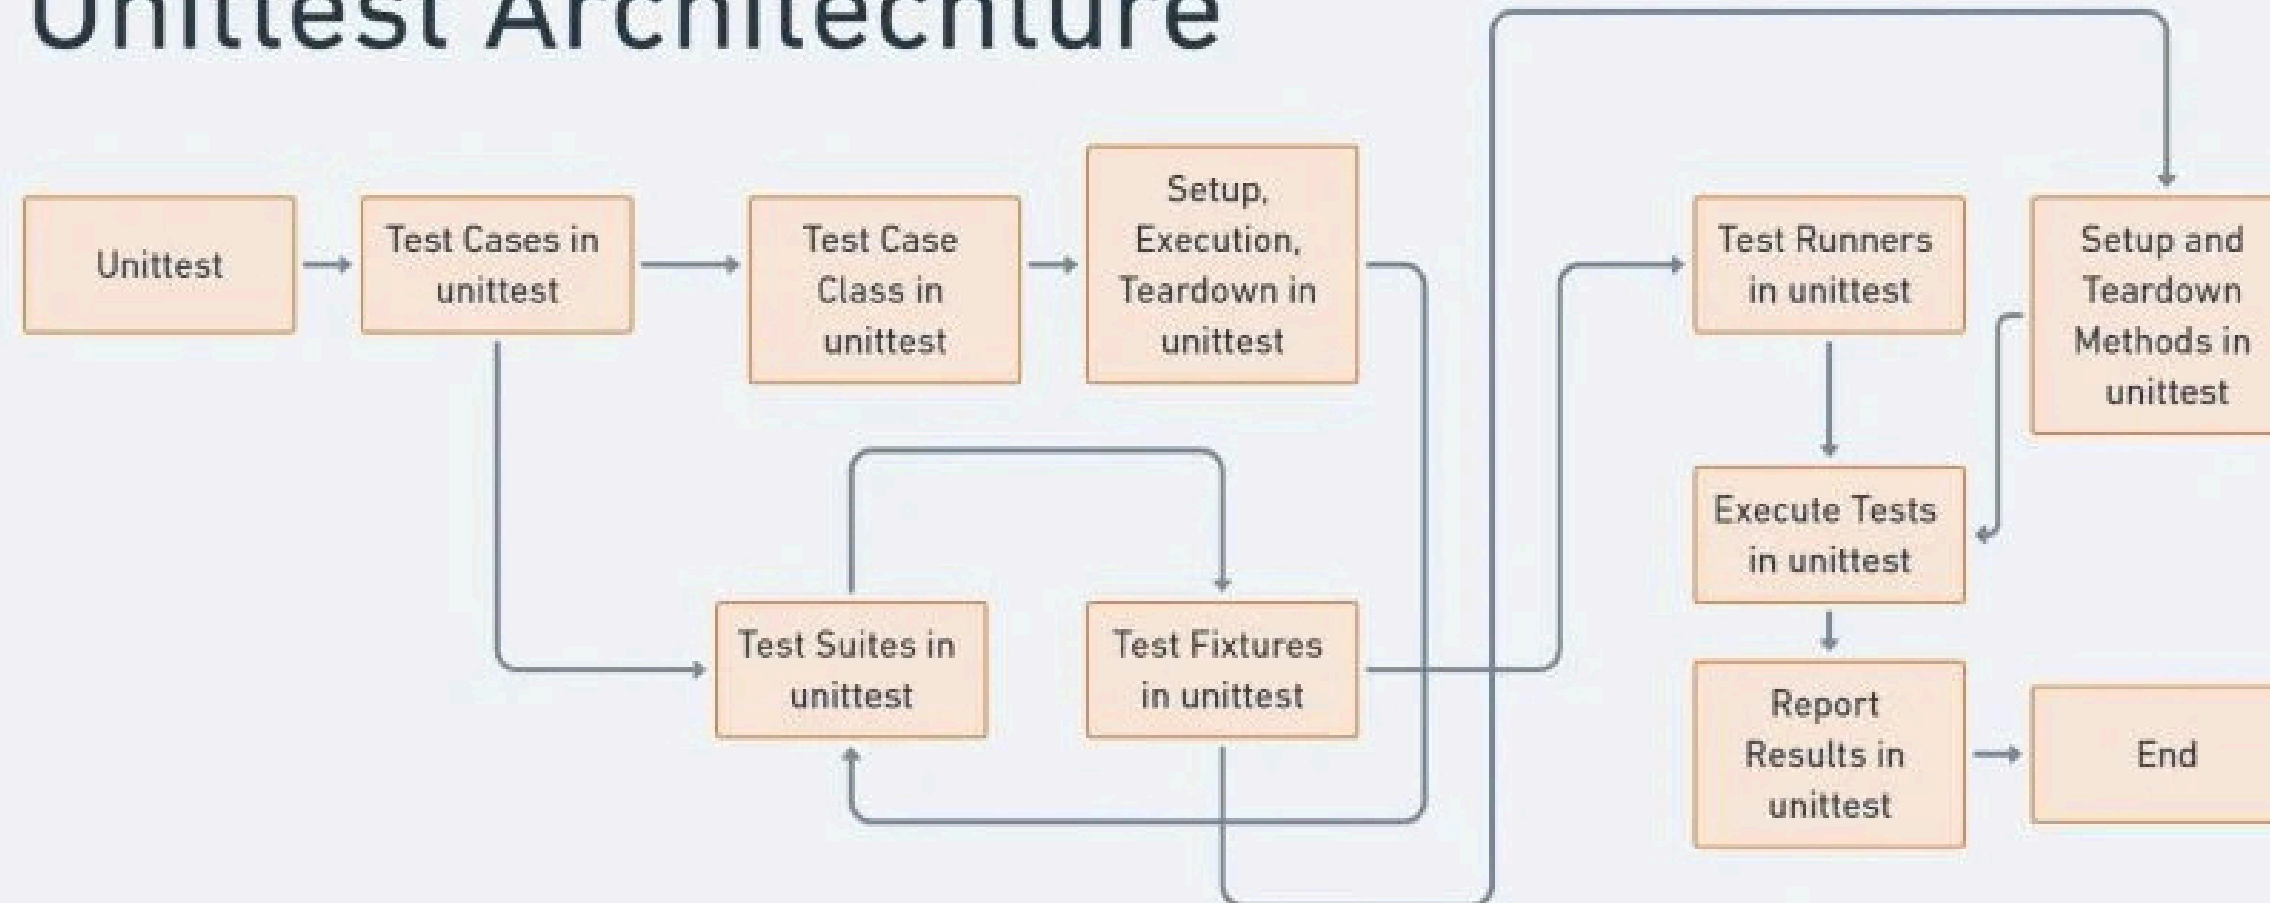 Unittest Architechture
Unittest
Test Cases in
unittest
Test Case
Class in
unittest
Setup,
Execution,
Teardown in
unittest
Test Runners
in unittest
Setup and
Teardown
Methods in
unittest
Execute Tests
in unittest
Test Suites in
unittest
Test Fixtures
in unittest
Report
Results in
unittest
End